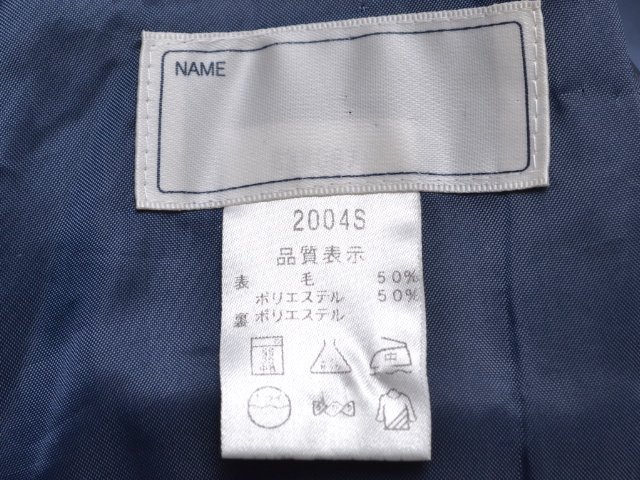 NAME
2004S
品質表示
表 毛 50%
ポリエステル 50%
裏 ポリエステル
中